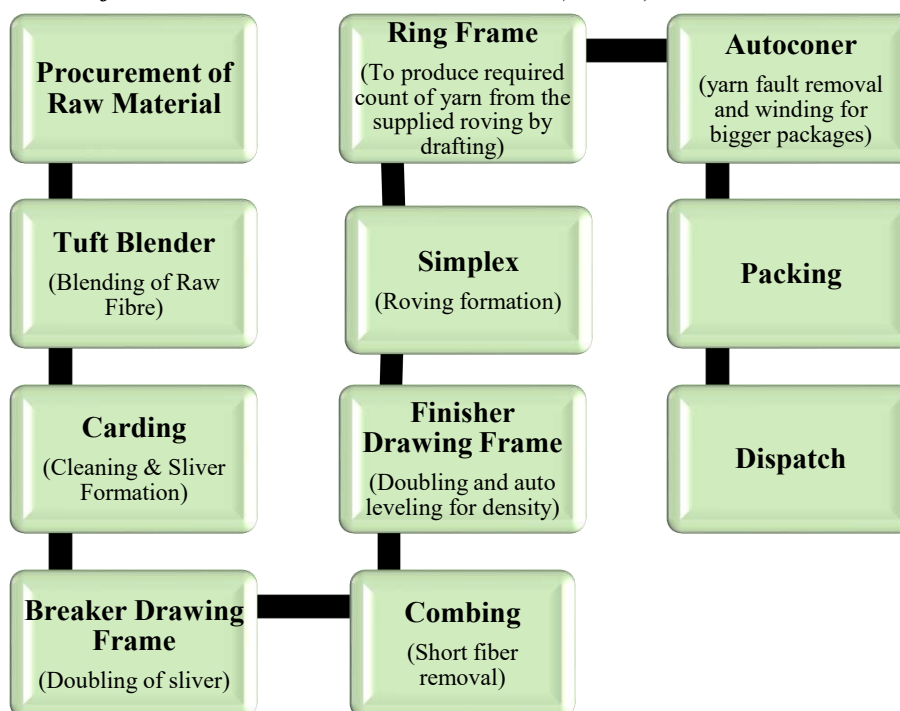 Procurement of
Raw Material
Tuft Blender
(Blending of Raw
Fibre)
Carding
(Cleaning & Sliver
Formation)
Breaker Drawing
Frame
(Doubling of sliver)
Combing
(Short fiber
removal)
Finisher
Drawing Frame
(Doubling and auto
leveling for density)
Simplex
(Roving formation)
Ring Frame
(To produce required
count of yarn from the
supplied roving by
drafting)
Autoconer
(yarn fault removal
and winding for
bigger packages)
Packing
Dispatch